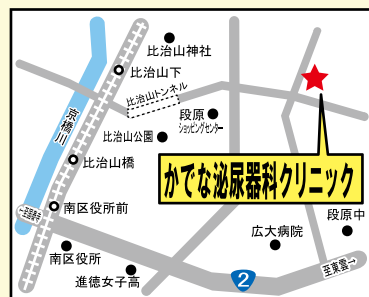 比治山神社
比治山下
比治山トンネル
段原
ショッピングセンター
京橋川
比治山公園
比治山橋
かでな泌尿器科クリニック
南区役所前
段原中
広大病院
南区役所
進徳女子高
2
至東雲→